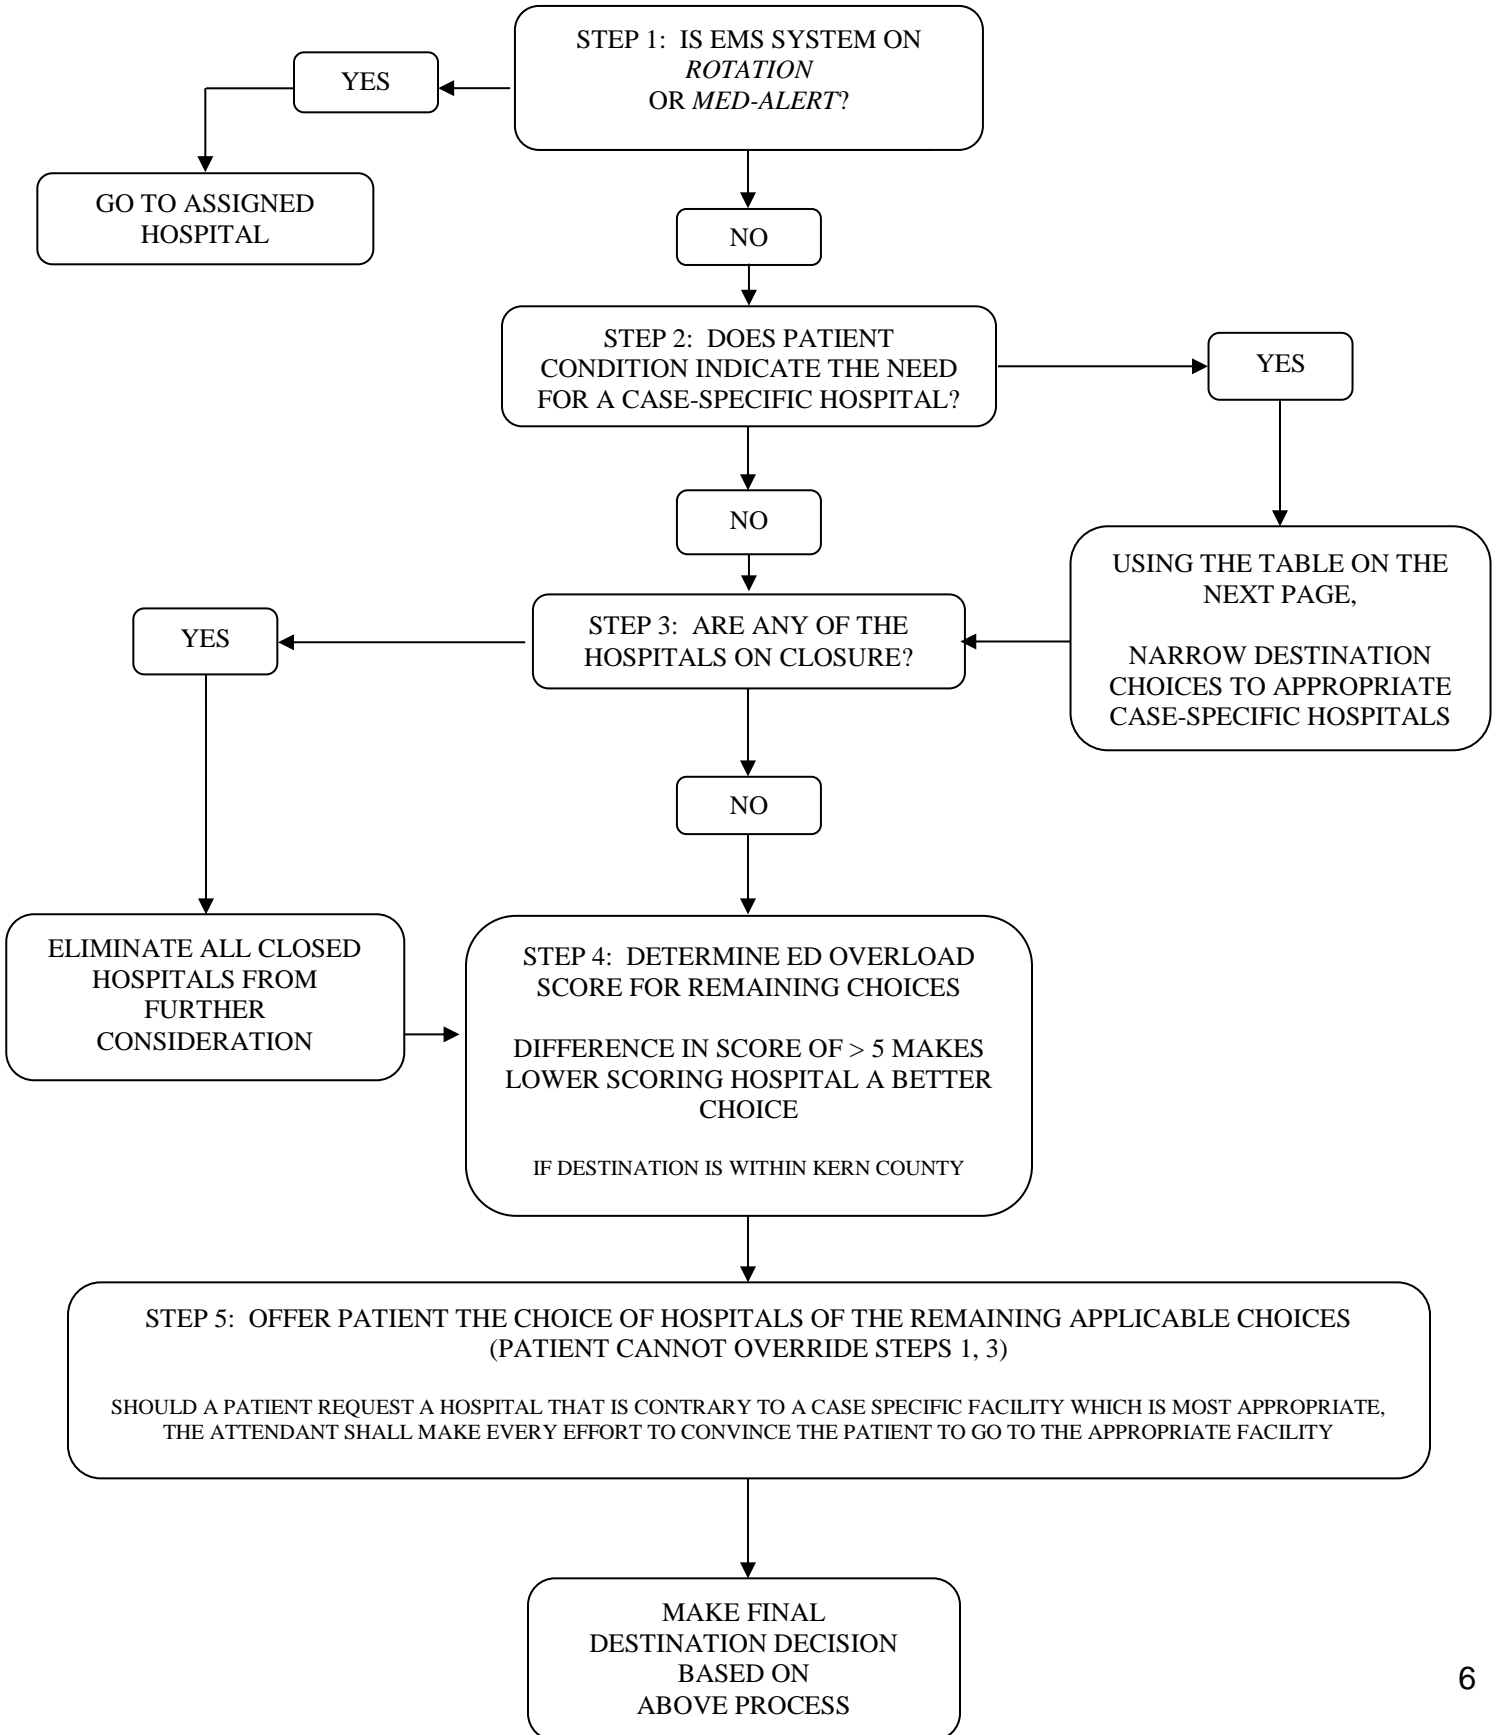 STEP 1: IS EMS SYSTEM ON
ROTATION
OR MED-ALERT?
YES
GO TO ASSIGNED
HOSPITAL
NO
STEP 2: DOES PATIENT
CONDITION INDICATE THE NEED
FOR A CASE-SPECIFIC HOSPITAL?
YES
USING THE TABLE ON THE
NEXT PAGE,
NARROW DESTINATION
CHOICES TO APPROPRIATE
CASE-SPECIFIC HOSPITALS
NO
STEP 3: ARE ANY OF THE
HOSPITALS ON CLOSURE?
YES
ELIMINATE ALL CLOSED
HOSPITALS FROM
FURTHER
CONSIDERATION
NO
STEP 4: DETERMINE ED OVERLOAD
SCORE FOR REMAINING CHOICES
DIFFERENCE IN SCORE OF > 5 MAKES
LOWER SCORING HOSPITAL A BETTER
CHOICE
IF DESTINATION IS WITHIN KERN COUNTY
STEP 5: OFFER PATIENT THE CHOICE OF HOSPITALS OF THE REMAINING APPLICABLE CHOICES
(PATIENT CANNOT OVERRIDE STEPS 1, 3)
SHOULD A PATIENT REQUEST A HOSPITAL THAT IS CONTRARY TO A CASE SPECIFIC FACILITY WHICH IS MOST APPROPRIATE,
THE ATTENDANT SHALL MAKE EVERY EFFORT TO CONVINCE THE PATIENT TO GO TO THE APPROPRIATE FACILITY
MAKE FINAL
DESTINATION DECISION
BASED ON
ABOVE PROCESS
6